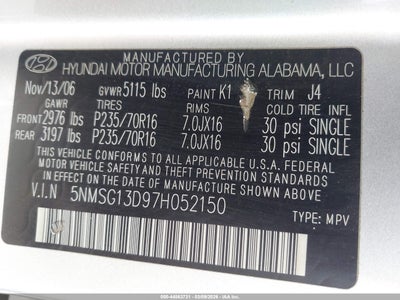 MANUFACTURED BY
HYUNDAI MOTOR MANUFACTURING ALABAMA, LLC
Nov/13/06 GVWR 5115 lbs PAINT K1 TRIM J4
GAWR TIRES RIMS COLD TIRE INFL
FRONT 2976 lbs P235/70R16 7.0JX16 30 psi SINGLE
REAR 3197 lbs P235/70R16 7.0JX16 30 psi SINGLE
THIS VEHICLE CONFORMS TO ALL APPLICABLE U.S. FEDERAL
MOTOR VEHICLE SAFETY AND THEFT PREVENTION STANDARDS
IN EFFECT ON THE DATE OF MANUFACTURE SHOWN ABOVE.
V.I.N 5NMSG13D97H052150
TYPE: MPV